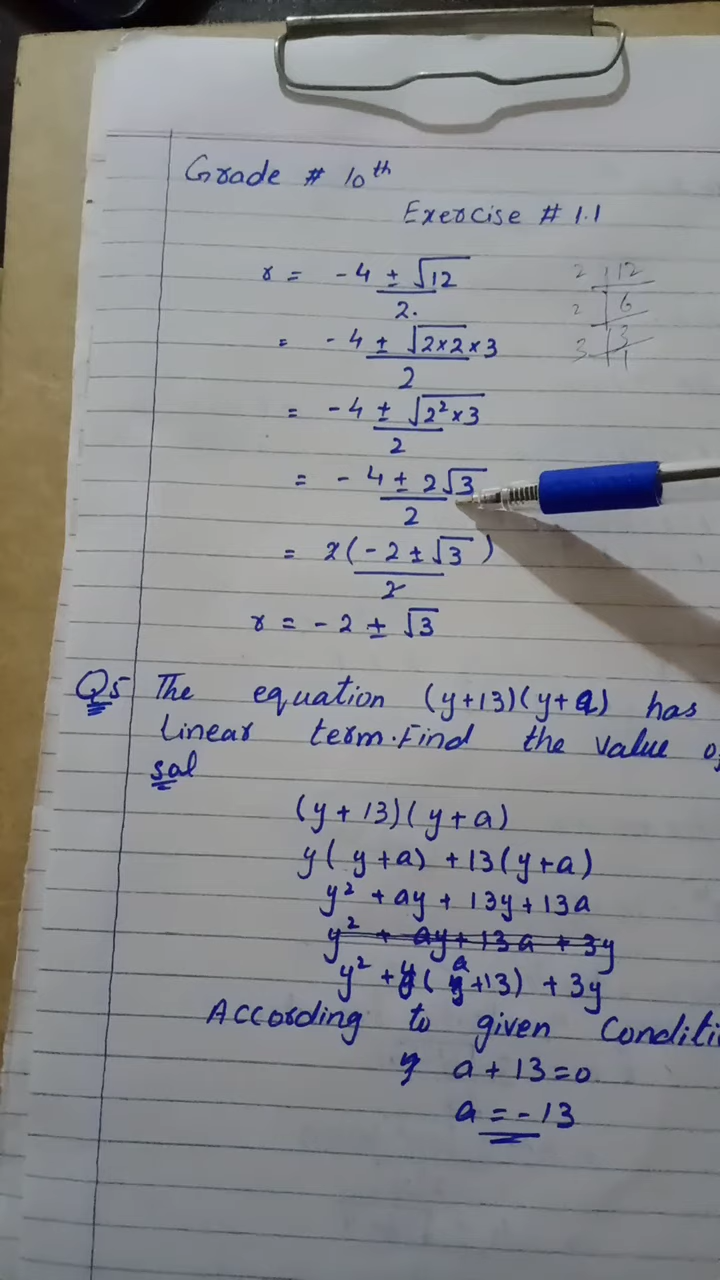 Grade # 10th
Exercise # 1.1
x = -4 ± √12
2.
2 | 12
2 | 6
3 | 3
1
= -4 ± √2×2×3
2
= -4 ± √2²×3
2
= -4 ± 2√3
2
= 2(-2 ± √3)
2
x = -2 ± √3
Q5 The equation (y+13)(y+a) has
linear term. Find the value
sol
(y + 13)(y+a)
y(y+a) +13(y+a)
y² + ay + 13y + 13a
y² + ay + 13a + 3y
y² + y(a+13) + 3y
According to given
y a + 13 = 0
a = -13